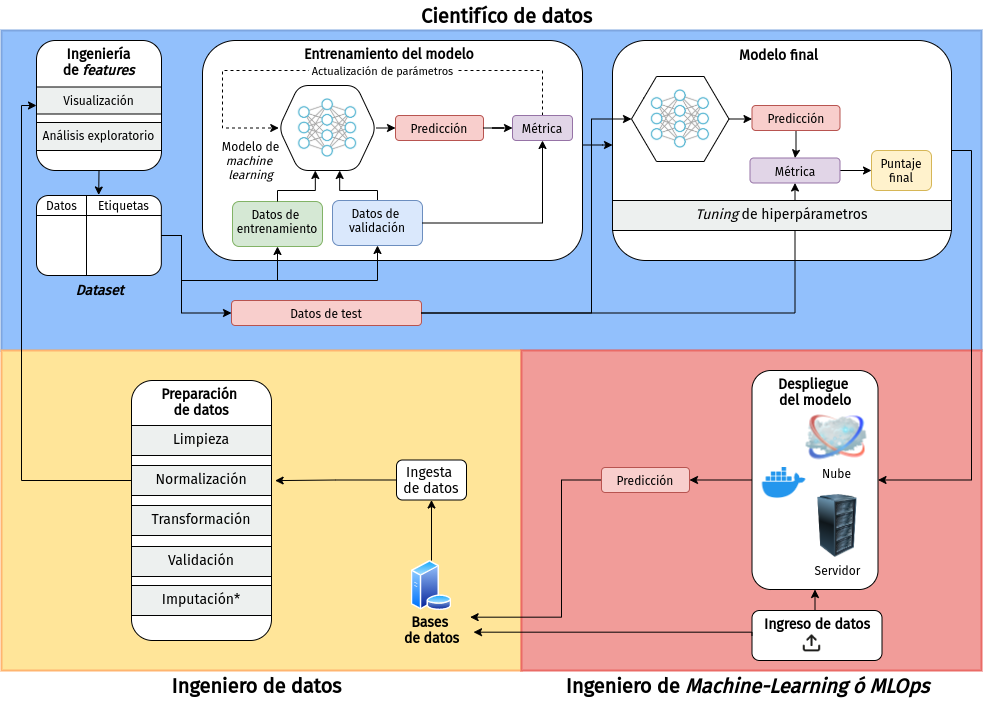 Científico de datos
Ingeniería
de features
Visualización
Análisis exploratorio
Datos
Etiquetas
Dataset
Entrenamiento del modelo
Actualización de parámetros
Modelo de
machine
learning
Predicción
Métrica
Datos de
entrenamiento
Datos de
validación
Datos de test
Modelo final
Predicción
Métrica
Puntaje
final
Tuning de hiperpárametros
Preparación
de datos
Limpieza
Normalización
Transformación
Validación
Imputación*
Ingesta
de datos
Bases
de datos
Ingeniero de datos
Despliegue
del modelo
Nube
Servidor
Predicción
Ingreso de datos
Ingeniero de Machine-Learning ó MLOps